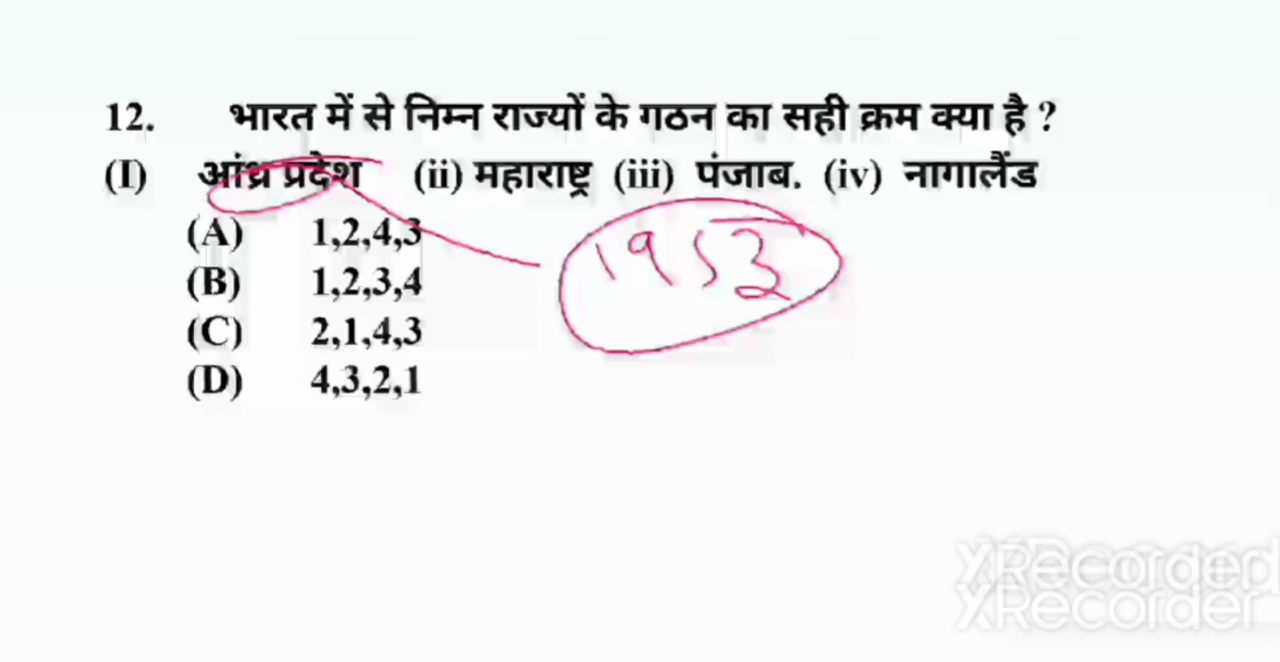 12. भारत में से निम्न राज्यों के गठन का सही क्रम क्या है ?
(I) आंध्र प्रदेश (ii) महाराष्ट्र (iii) पंजाब. (iv) नागालैंड
(A) 1,2,4,3
(B) 1,2,3,4
(C) 2,1,4,3
(D) 4,3,2,1
1953
XRecorder
XRecorder